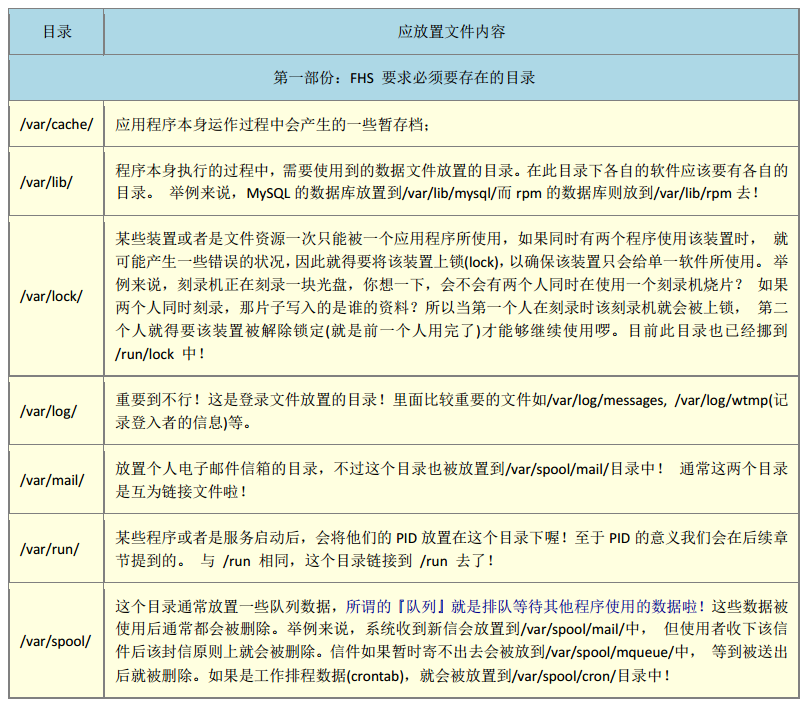 目录 应放置文件内容
第一部份：FHS 要求必须要存在的目录
/var/cache/ 应用程序本身运作过程中会产生的一些暂存档；
程序本身执行的过程中，需要使用到的数据文件放置的目录。在此目录下各自的软件应该要有各自的
/var/lib/
目录。 举例来说，MySQL 的数据库放置到/var/lib/mysql/而 rpm 的数据库则放到/var/lib/rpm 去！
某些装置或者是文件资源一次只能被一个应用程序所使用，如果同时有两个程序使用该装置时， 就
可能产生一些错误的状况，因此就得要将该装置上锁(lock)，以确保该装置只会给单一软件所使用。 举
/var/lock/
例来说，刻录机正在刻录一块光盘，你想一下，会不会有两个人同时在使用一个刻录机烧片？ 如果
两个人同时刻录，那片子写入的是谁的资料？所以当第一个人在刻录时该刻录机就会被上锁， 第二
个人就得要该装置被解除锁定(就是前一个人用完了)才能够继续使用啰。目前此目录也已经挪到
/run/lock 中！
重要到不行！这是登录文件放置的目录！里面比较重要的文件如/var/log/messages, /var/log/wtmp(记
/var/log/
录登入者的信息)等。
放置个人电子邮件信箱的目录，不过这个目录也被放置到/var/spool/mail/目录中！ 通常这两个目录
/var/mail/
是互为链接文件啦！
某些程序或者是服务启动后，会将他们的 PID 放置在这个目录下喔！至于 PID 的意义我们会在后续章
/var/run/
节提到的。 与 /run 相同，这个目录链接到 /run 去了！
这个目录通常放置一些队列数据，所谓的『队列』就是排队等待其他程序使用的数据啦！这些数据被
使用后通常都会被删除。举例来说，系统收到新信会放置到/var/spool/mail/中， 但使用者收下该信
/var/spool/
件后该封信原则上就会被删除。信件如果暂时寄不出去会被放到/var/spool/mqueue/中， 等到被送出
后就被删除。如果是工作排程数据(crontab)，就会被放置到/var/spool/cron/目录中！